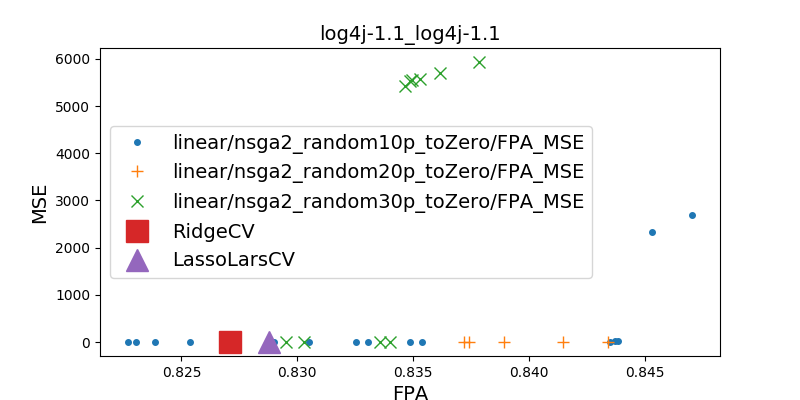 log4j-1.1_log4j-1.1
6000
5000
4000
3000
2000
1000
0
MSE
linear/nsga2_random10p_toZero/FPA_MSE
linear/nsga2_random20p_toZero/FPA_MSE
linear/nsga2_random30p_toZero/FPA_MSE
RidgeCV
LassoLarsCV
0.825 0.830 0.835 0.840 0.845
FPA